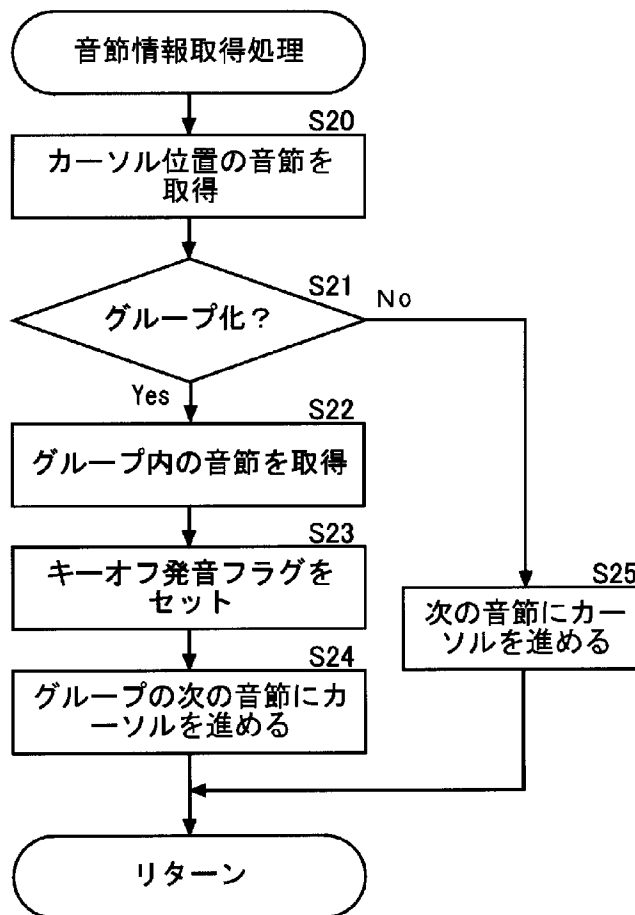 音節情報取得処理
S20
カーソル位置の音節を
取得
S21
グループ化？
No
Yes
S22
グループ内の音節を取得
S23
キーオフ発音フラグを
セット
S25
次の音節にカー
ソルを進める
S24
グループの次の音節にカ
ーソルを進める
リターン